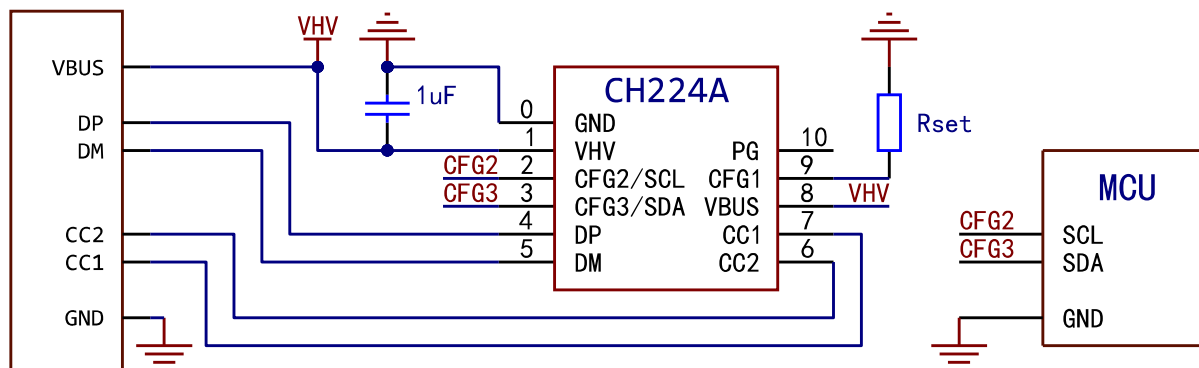 VHV
VBUS
DP
DM
CC2
CC1
GND
1uF
CH224A
0 GND
1 VHV
CFG2 2 CFG2/SCL
CFG3 3 CFG3/SDA
4 DP
5 DM
PG 10
CFG1 9
VBUS 8 VHV
CC1 7
CC2 6
Rset
MCU
CFG2 SCL
CFG3 SDA
GND